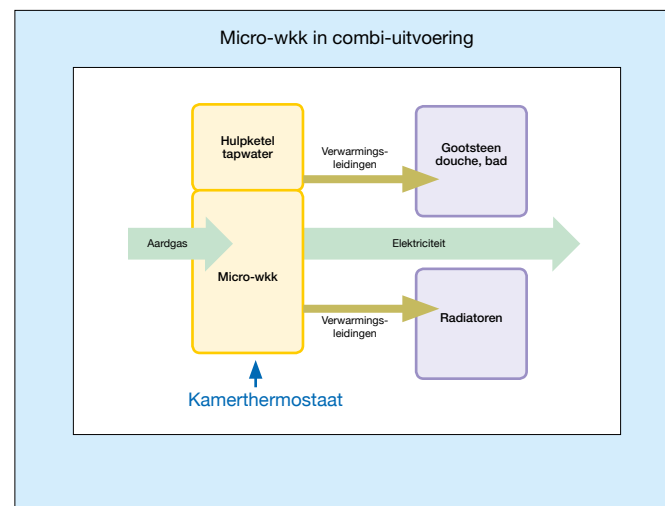 Micro-wkk in combi-uitvoering
Hulpketel
tapwater
Verwarmings-
leidingen
Gootsteen
douche, bad
Aardgas
Elektriciteit
Micro-wkk
Verwarmings-
leidingen
Radiatoren
Kamerthermostaat